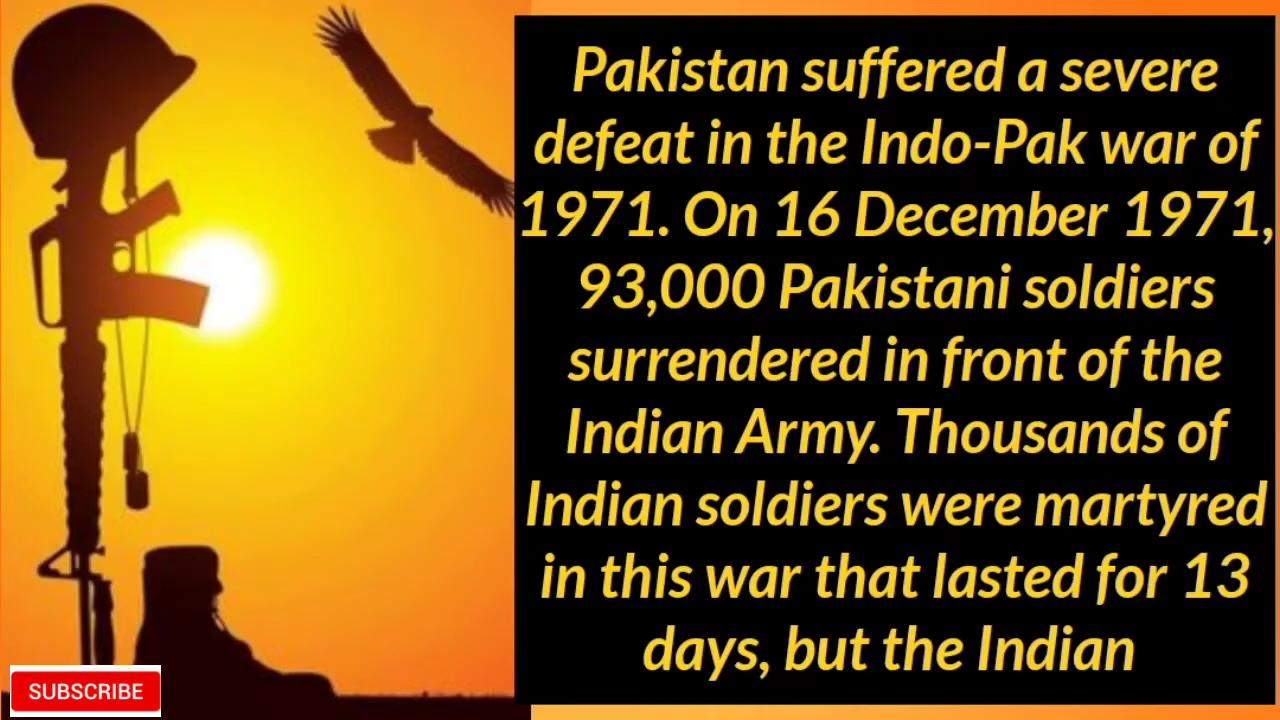 Pakistan suffered a severe
defeat in the Indo-Pak war of
1971. On 16 December 1971,
93,000 Pakistani soldiers
surrendered in front of the
Indian Army. Thousands of
Indian soldiers were martyred
in this war that lasted for 13
days, but the Indian
SUBSCRIBE